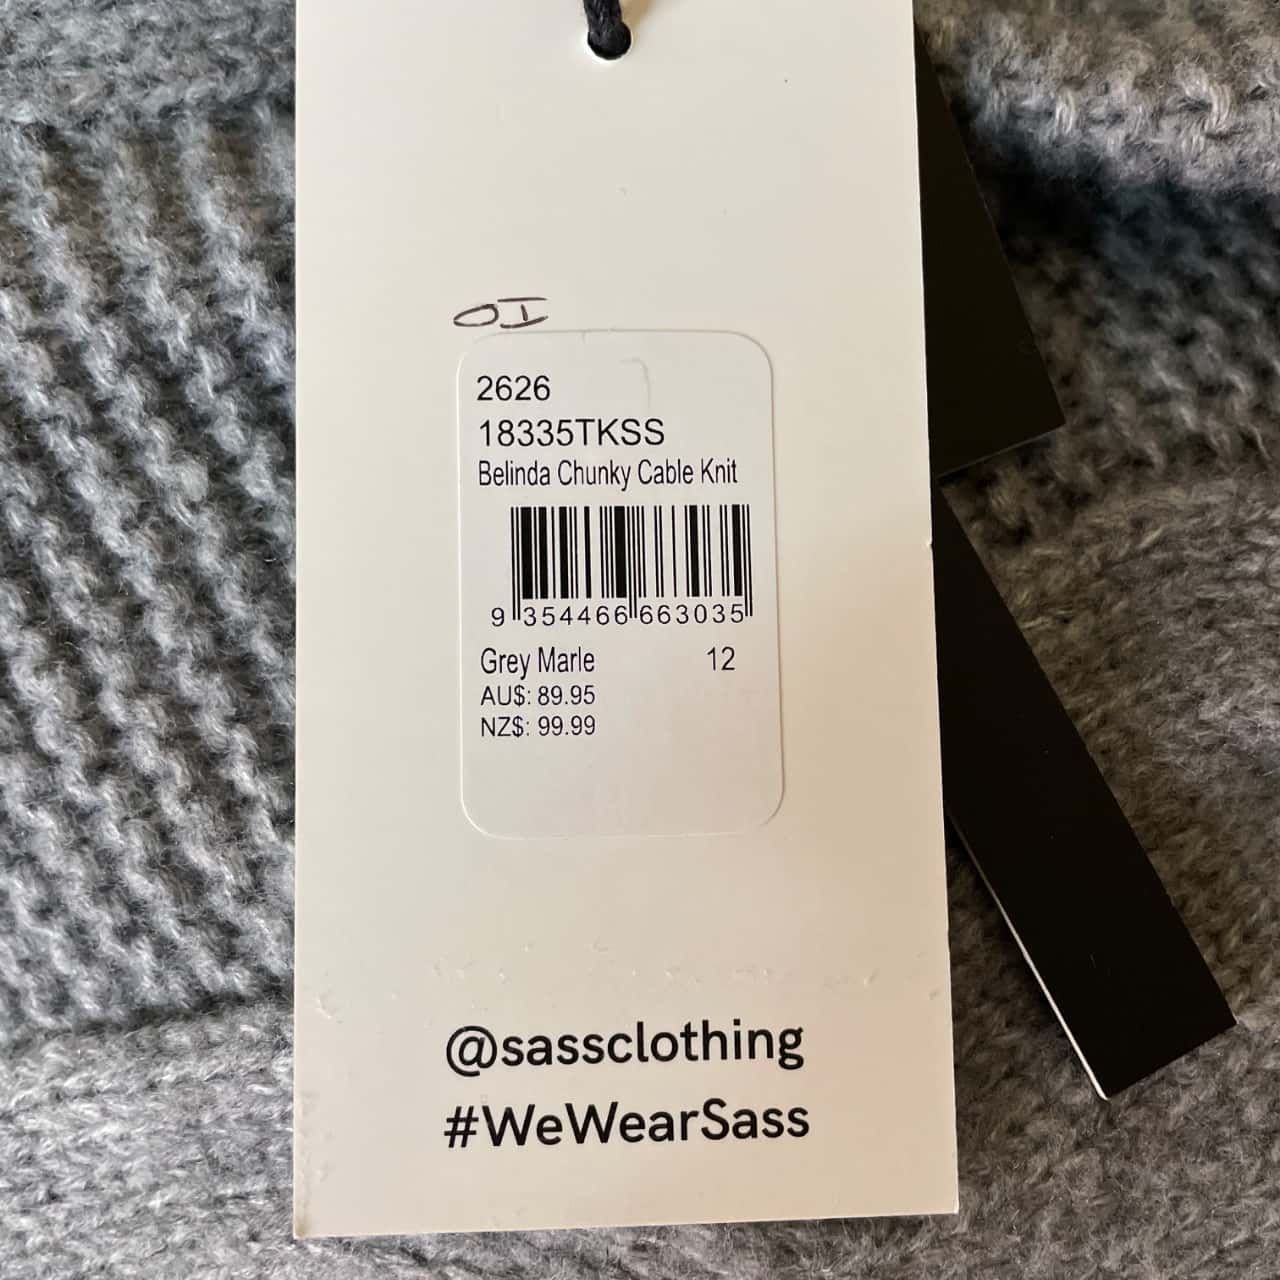 2626
18335TKSS
Belinda Chunky Cable Knit
9 354466 663035
Grey Marle 12
AU$: 89.95
NZ$: 99.99
@sassclothing
#WeWearSass